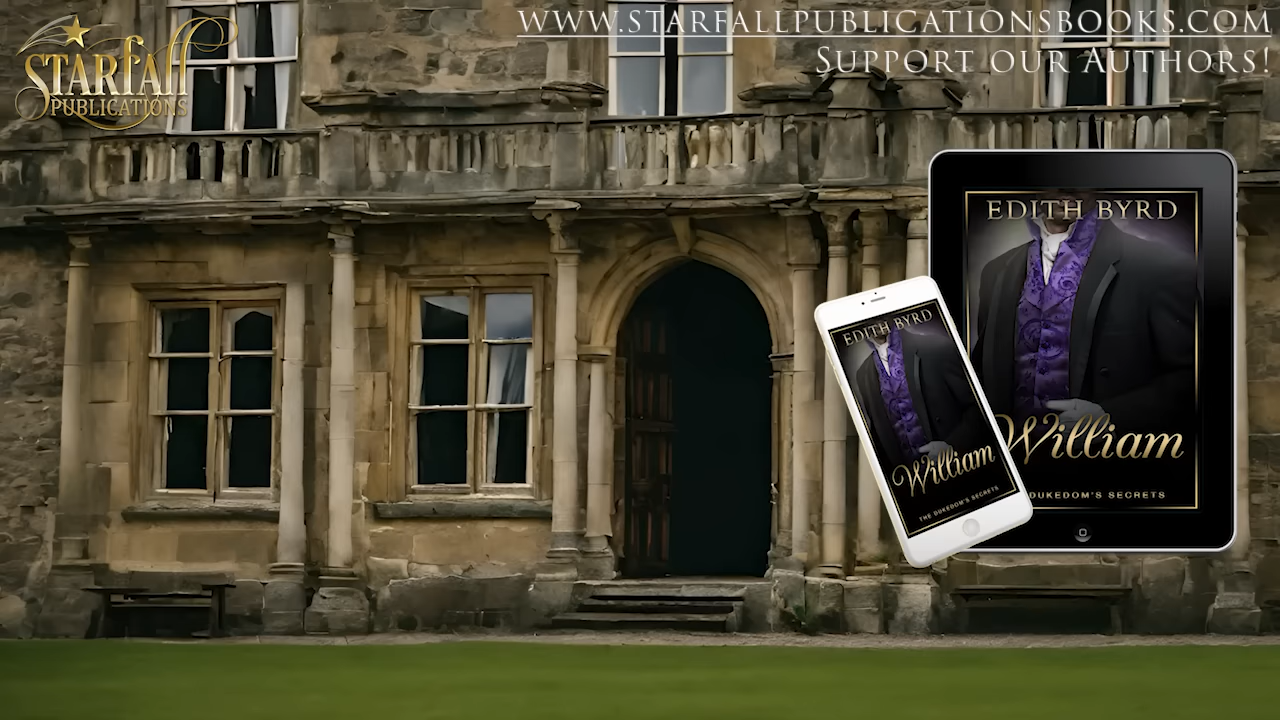 STARfall
PUBLICATIONS
WWW.STARFALLPUBLICATIONSBOOKS.COM
SUPPORT OUR AUTHORS!
EDITH BYRD
William
DUKEDOM'S SECRETS
EDITH BYRD
William
THE DUKEDOM'S SECRETS